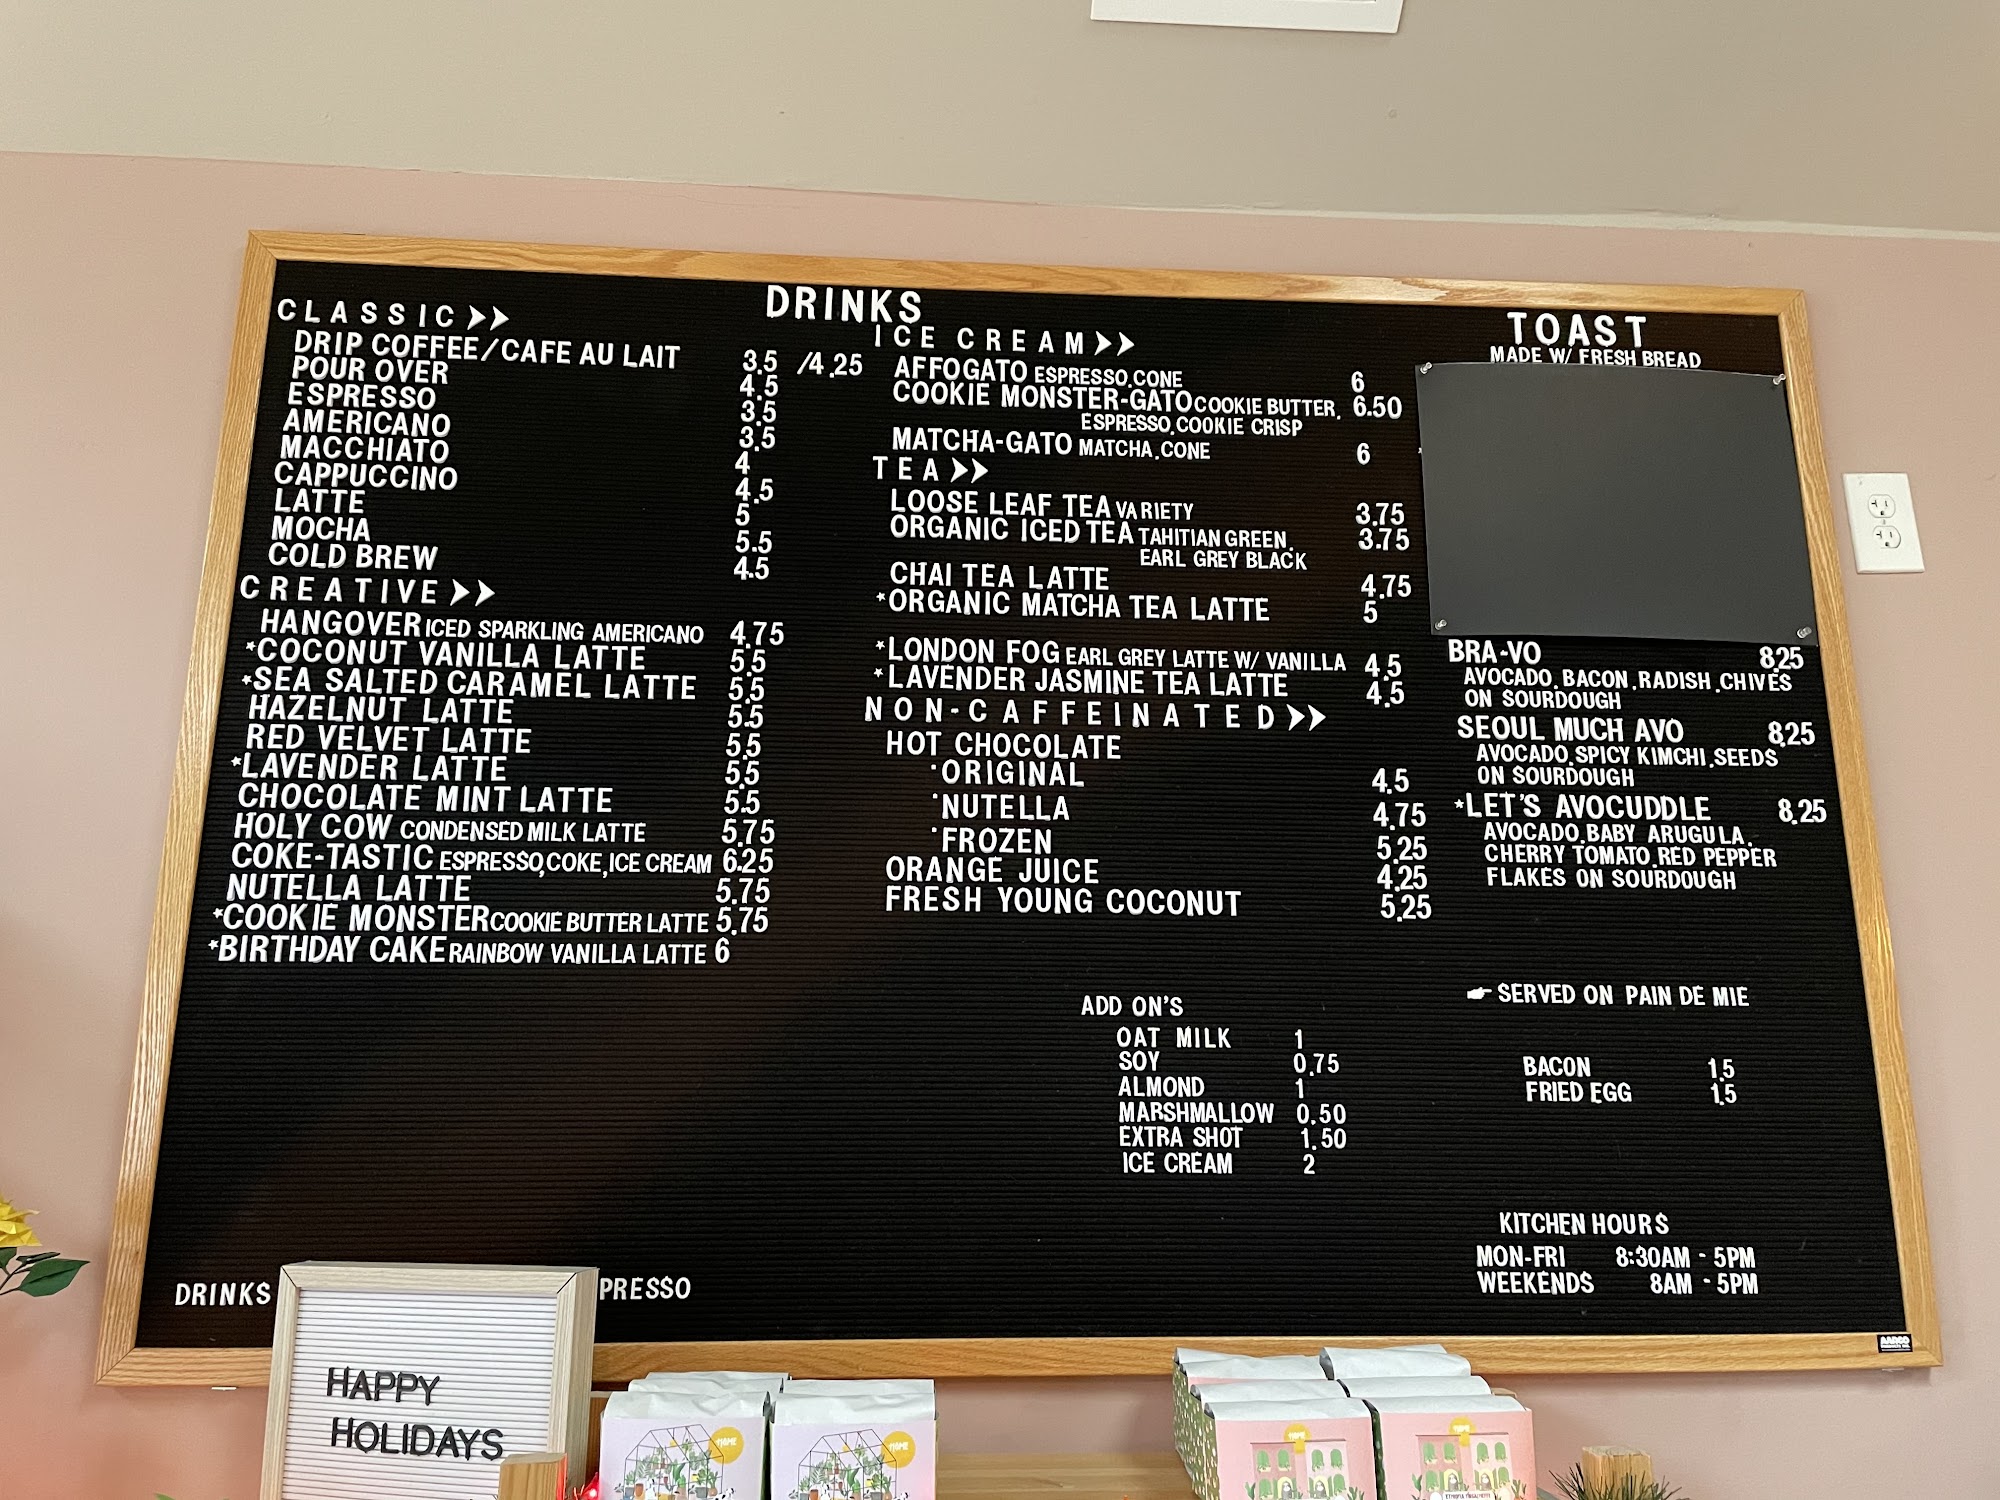 DRINKS
CLASSIC
DRIP COFFEE/CAFE AU LAIT 3.5 /4.25
POUR OVER 4.5
ESPRESSO 3.5
AMERICANO 3.5
MACCHIATO 4
CAPPUCCINO 4.5
LATTE 5
MOCHA 5.5
COLD BREW 4.5
CREATIVE
HANGOVER ICED SPARKLING AMERICANO 4.75
*COCONUT VANILLA LATTE 5.5
*SEA SALTED CARAMEL LATTE 5.5
HAZELNUT LATTE 5.5
RED VELVET LATTE 5.5
*LAVENDER LATTE 5.5
CHOCOLATE MINT LATTE 5.5
HOLY COW CONDENSED MILK LATTE 5.75
COKE-TASTIC ESPRESSO,COKE,ICE CREAM 6.25
NUTELLA LATTE 5.75
*COOKIE MONSTER COOKIE BUTTER LATTE 5.75
*BIRTHDAY CAKE RAINBOW VANILLA LATTE 6
DRINKS
PRESSO
ICE CREAM
AFFOGATO ESPRESSO.CONE 6
COOKIE MONSTER-GATO COOKIE BUTTER. 6.50
ESPRESSO.COOKIE CRISP
MATCHA-GATO MATCHA.CONE 6
TEA
LOOSE LEAF TEA VARIETY 3.75
ORGANIC ICED TEA TAHITIAN GREEN. 3.75
EARL GREY BLACK
CHAI TEA LATTE 4.75
*ORGANIC MATCHA TEA LATTE 5
*LONDON FOG EARL GREY LATTE W/ VANILLA 4.5
*LAVENDER JASMINE TEA LATTE 4.5
NON-CAFFEINATED
HOT CHOCOLATE
·ORIGINAL 4.5
·NUTELLA 4.75
·FROZEN 5.25
ORANGE JUICE 4.25
FRESH YOUNG COCONUT 5.25
ADD ON'S
OAT MILK 1
SOY 0.75
ALMOND 1
MARSHMALLOW 0.50
EXTRA SHOT 1.50
ICE CREAM 2
TOAST
MADE W/ FRESH BREAD
BRA-VO 8.25
AVOCADO.BACON.RADISH.CHIVES
ON SOURDOUGH
SEOUL MUCH AVO 8.25
AVOCADO.SPICY KIMCHI.SEEDS
ON SOURDOUGH
*LET'S AVOCUDDLE 8.25
AVOCADO.BABY ARUGULA.
CHERRY TOMATO.RED PEPPER
FLAKES ON SOURDOUGH
SERVED ON PAIN DE MIE
BACON 1.5
FRIED EGG 1.5
KITCHEN HOURS
MON-FRI 8:30AM - 5PM
WEEKENDS 8AM - 5PM
AARCO
HAPPY
HOLIDAYS
HOME
HOME